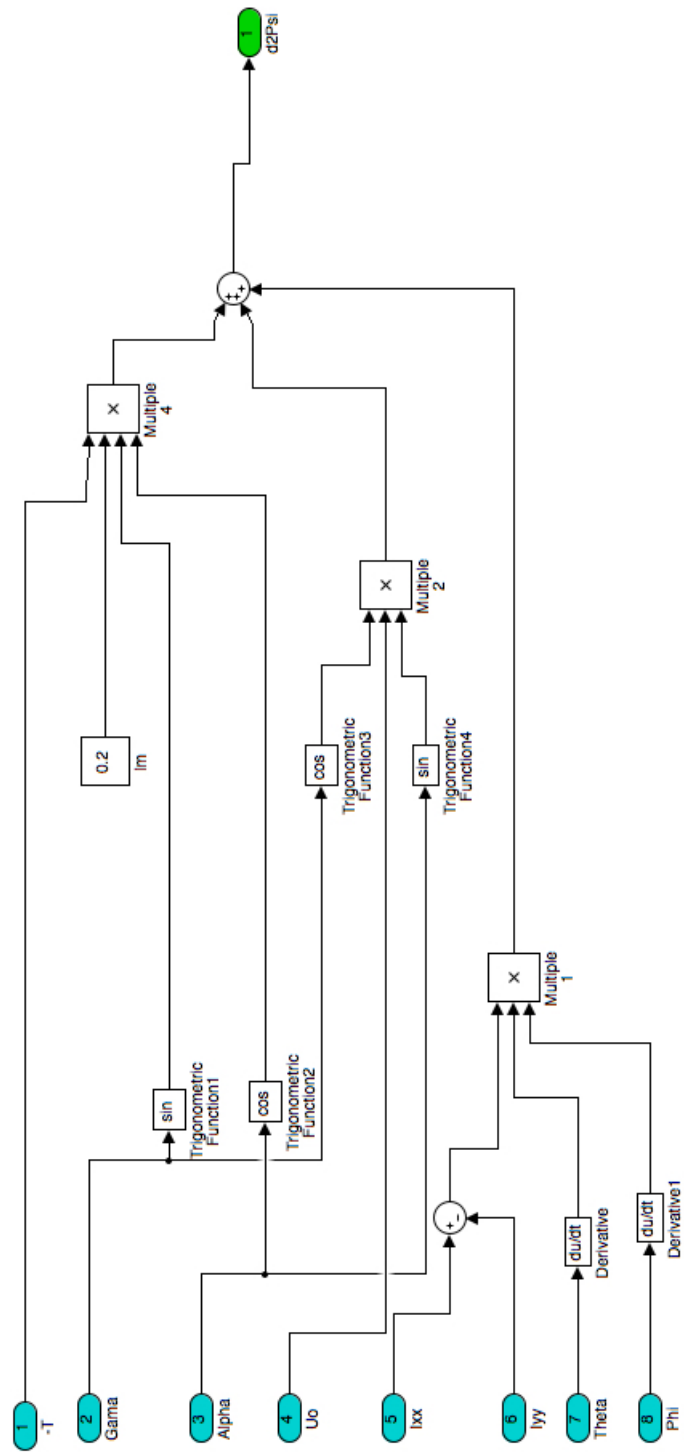 1
-T
2
Gama
3
Alpha
4
Uo
5
Ixx
6
Iyy
7
Theta
8
Phi
sin
Trigonometric
Function1
cos
Trigonometric
Function2
+
-
du/dt
Derivative
du/dt
Derivative1
0.2
lm
cos
Trigonometric
Function3
sin
Trigonometric
Function4
×
Multiple
1
×
Multiple
2
×
Multiple
4
+
+
+
1
d2Psi